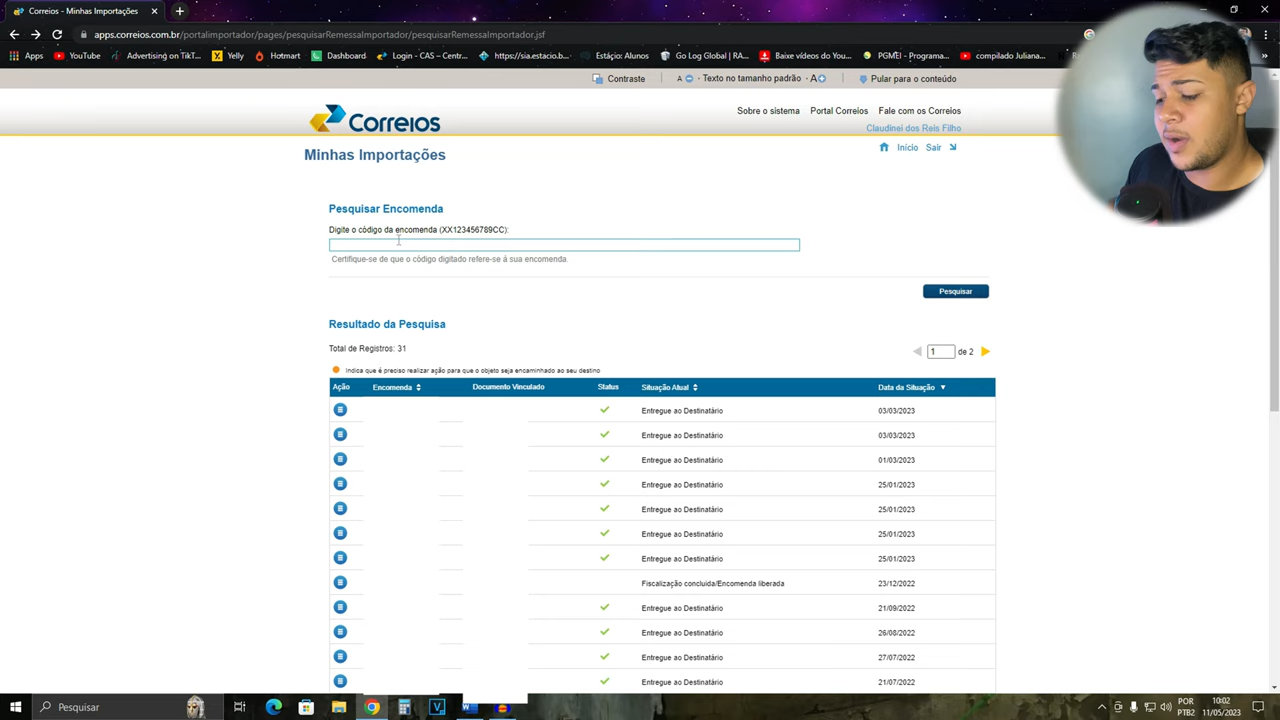 Correios - Minhas Importações
apps.correios.com.br/portalimportador/pages/pesquisarRemessaImportador.jsf
Apps YouTube Advertising on TikT... Yelly Hotmart Dashboard Login - CAS – Centr... https://sia.estacio.b... Estácio: Alunos Go Log Global | RA... Baixe vídeos do You... PGMEI - Programa... compilado Juliana...
Contraste A - Texto no tamanho padrão - A Pular para o conteúdo
Sobre o sistema Portal Correios Fale com os Correios
Correios
Claudinei dos Reis Filho
Início Sair
Minhas Importações
Pesquisar Encomenda
Digite o código da encomenda (XX123456789CC):
Certifique-se de que o código digitado refere-se à sua encomenda.
Pesquisar
Resultado da Pesquisa
Total de Registros: 31
1 de 2
Indica que é preciso realizar ação para que o objeto seja encaminhado ao seu destino.
Ação Encomenda Documento Vinculado Status Situação Atual Data da Situação
Entregue ao Destinatário 03/03/2023
Entregue ao Destinatário 03/03/2023
Entregue ao Destinatário 01/03/2023
Entregue ao Destinatário 25/01/2023
Entregue ao Destinatário 25/01/2023
Entregue ao Destinatário 25/01/2023
Entregue ao Destinatário 25/01/2023
Fiscalização concluída/Encomenda liberada 23/12/2022
Entregue ao Destinatário 21/09/2022
Entregue ao Destinatário 26/08/2022
Entregue ao Destinatário 27/07/2022
Entregue ao Destinatário 21/07/2022
Pesquisar
POR
PTB2
10:02
11/05/2023